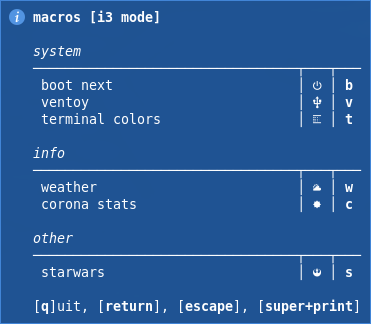 macros [i3 mode]
system
boot next | ⏻ | b
ventoy | | v
terminal colors | | t
info
weather | | w
corona stats | | c
other
starwars | | s
[q]uit, [return], [escape], [super+print]